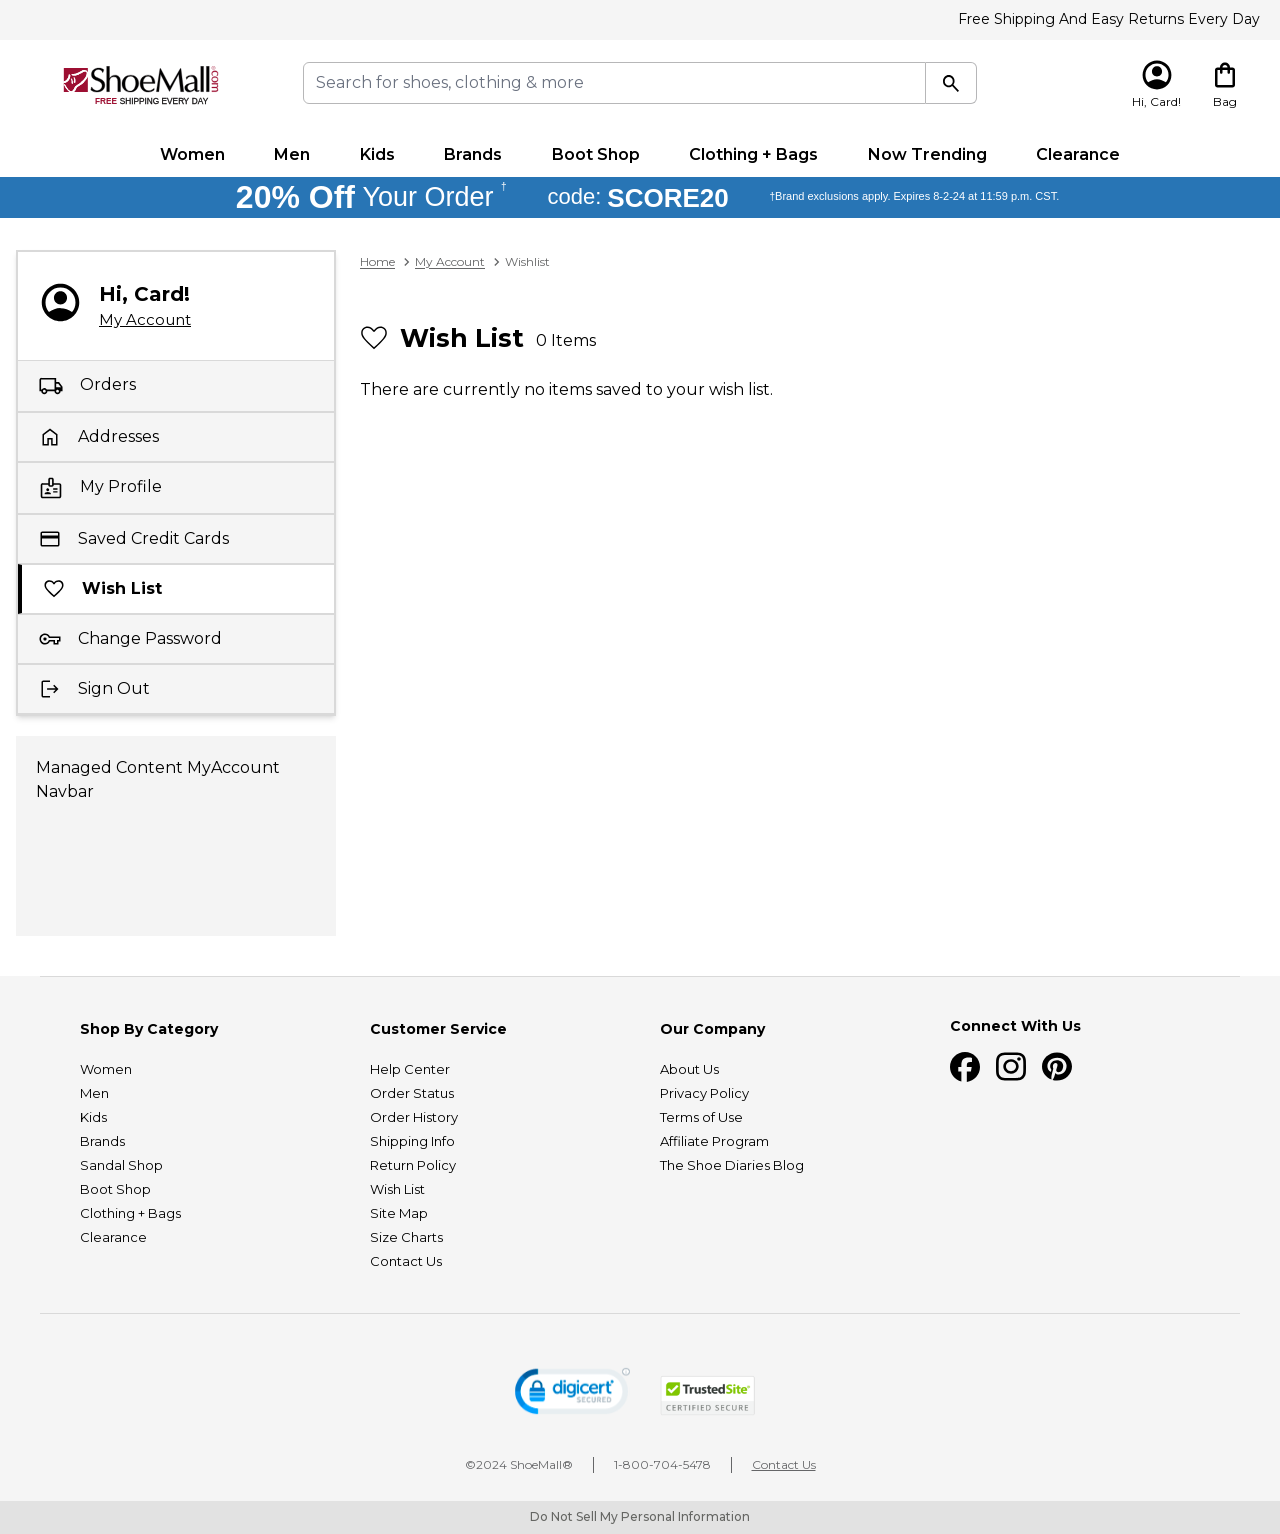 Free Shipping And Easy Returns Every Day
ShoeMall.com
FREE SHIPPING EVERY DAY
Search for shoes, clothing & more
Hi, Card!
Bag
Women Men Kids Brands Boot Shop Clothing + Bags Now Trending Clearance
20% Off Your Order † code: SCORE20 †Brand exclusions apply. Expires 8-2-24 at 11:59 p.m. CST.
Home My Account Wishlist
Hi, Card!
My Account
Orders
Addresses
My Profile
Saved Credit Cards
Wish List
Change Password
Sign Out
Managed Content MyAccount
Navbar
Wish List 0 Items
There are currently no items saved to your wish list.
Shop By Category
Women
Men
Kids
Brands
Sandal Shop
Boot Shop
Clothing + Bags
Clearance
Customer Service
Help Center
Order Status
Order History
Shipping Info
Return Policy
Wish List
Site Map
Size Charts
Contact Us
Our Company
About Us
Privacy Policy
Terms of Use
Affiliate Program
The Shoe Diaries Blog
Connect With Us
digicert
SECURED
TrustedSite
CERTIFIED SECURE
©2024 ShoeMall® 1-800-704-5478 Contact Us
Do Not Sell My Personal Information